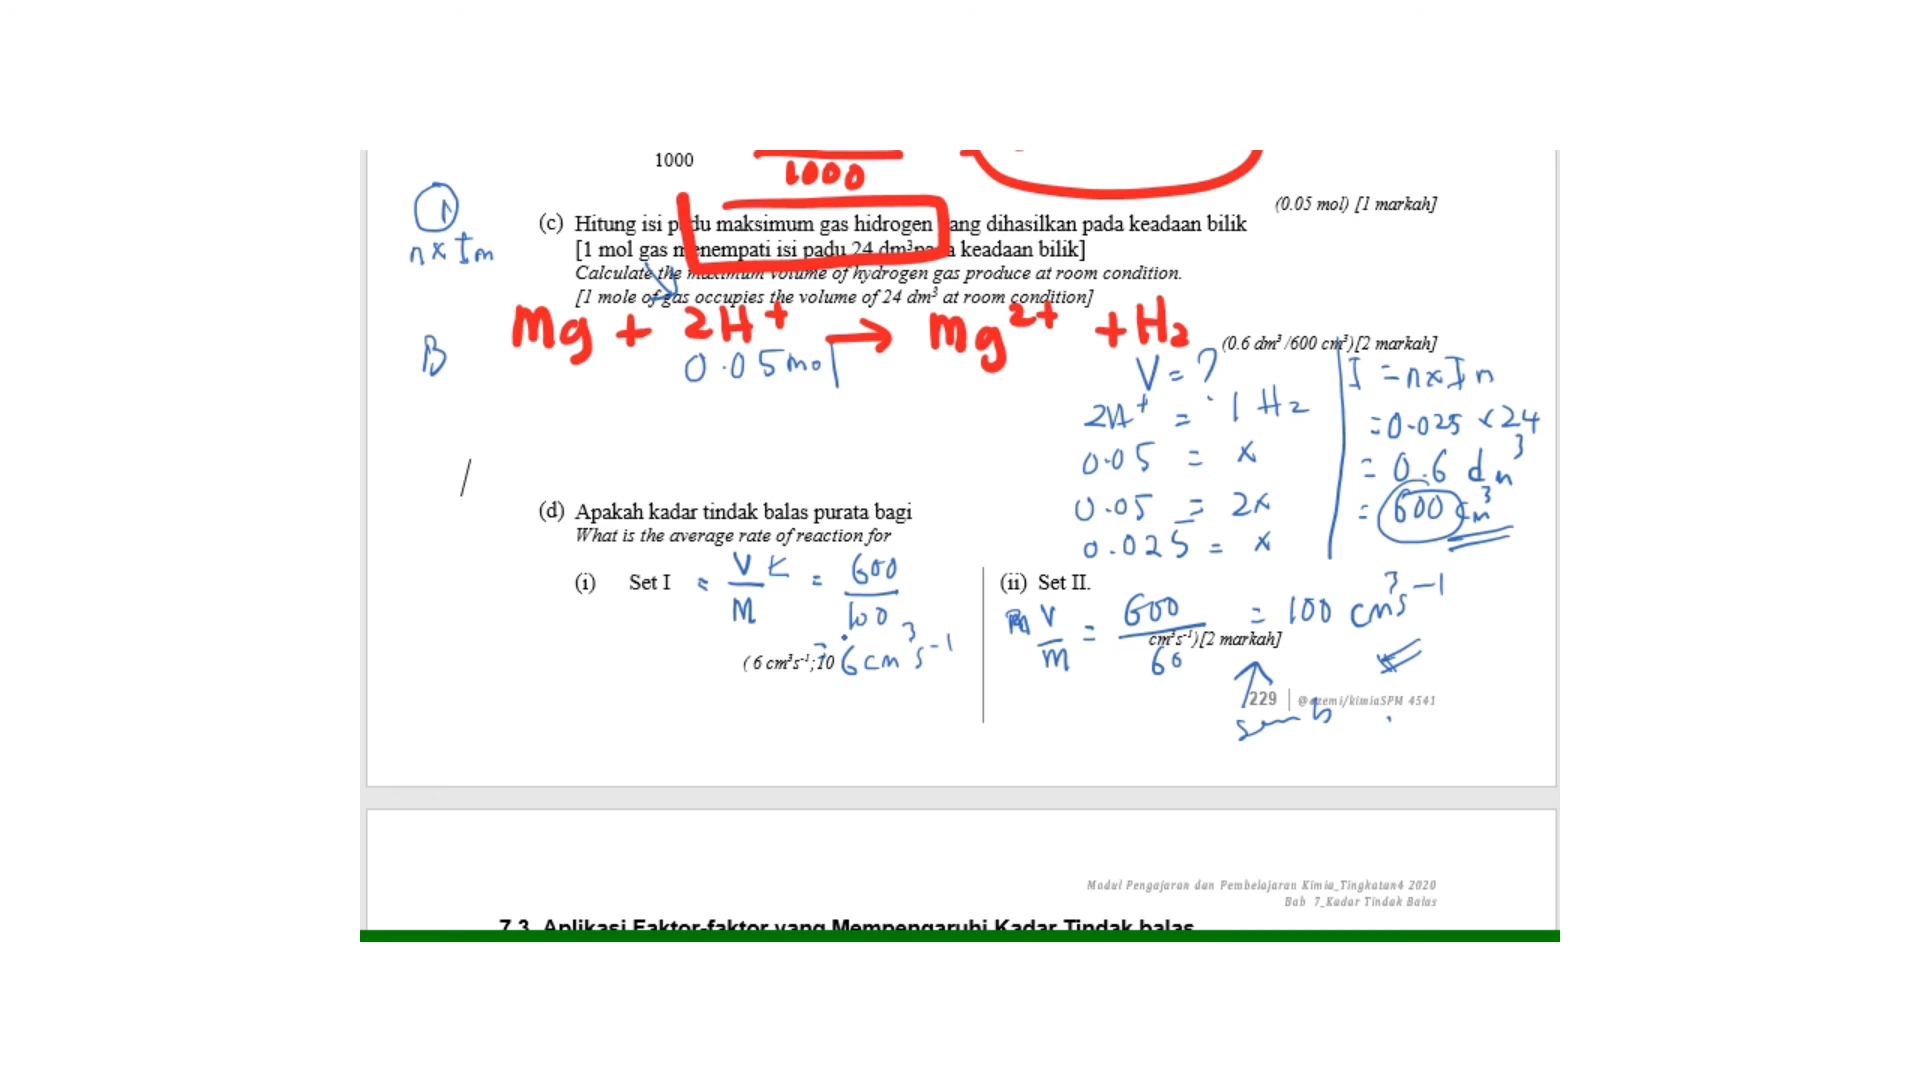 1000
1000
(0.05 mol) [1 markah]
1
n x Im
(c) Hitung isi padu maksimum gas hidrogen yang dihasilkan pada keadaan bilik
[1 mol gas menempati isi padu 24 dm³pada keadaan bilik]
Calculate the maximum volume of hydrogen gas produce at room condition.
[1 mole of gas occupies the volume of 24 dm³ at room condition]
Mg + 2H⁺ → Mg²⁺ + H₂
B
0.05 mol
(0.6 dm³ /600 cm³)[2 markah]
V = ?
2H⁺ = 1 H₂
0.05 = x
0.05 = 2x
0.025 = x
I = n x I n
= 0.025 x 24
= 0.6 dm³
= 600 cm³
(d) Apakah kadar tindak balas purata bagi
What is the average rate of reaction for
(i) Set I = V / M = 600 / 100
6 cm³ s⁻¹
( 6 cm³s⁻¹;10
(ii) Set II.
V / m = 600 / 60 = 100 cm³s⁻¹
cm³s⁻¹)[2 markah]
229 | @azemi/kimiaSPM 4541
Modul Pengajaran dan Pembelajaran Kimia_Tingkatan4 2020
Bab 7_Kadar Tindak Balas
7.3 Aplikasi Faktor-faktor yang Mempengaruhi Kadar Tindak balas